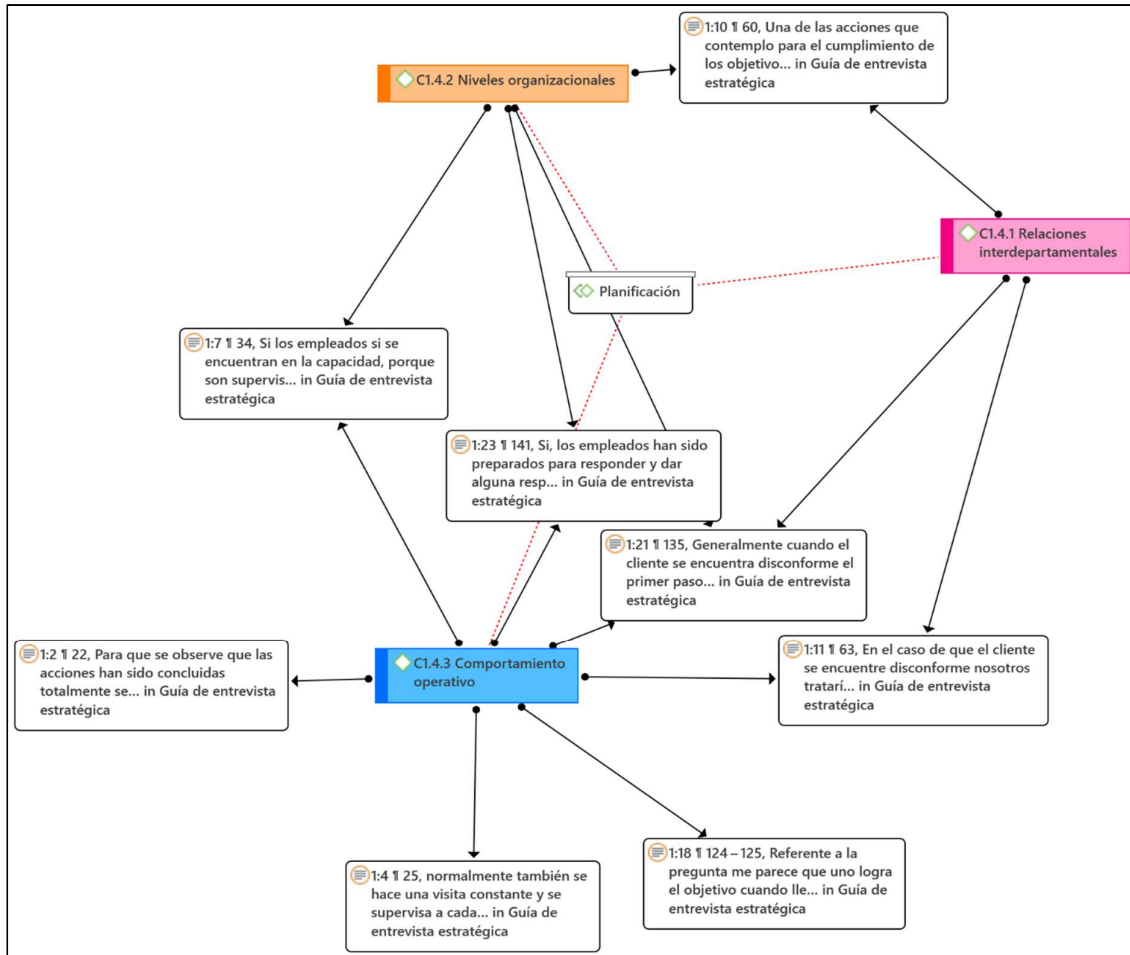 1:10 ¶ 60, Una de las acciones que
contemplo para el cumplimiento de
los objetivo... in Guía de entrevista
estratégica
C1.4.2 Niveles organizacionales
C1.4.1 Relaciones
interdepartamentales
Planificación
1:7 ¶ 34, Si los empleados si se
encuentran en la capacidad, porque
son supervis... in Guía de entrevista
estratégica
1:23 ¶ 141, Si, los empleados han sido
preparados para responder y dar
alguna resp... in Guía de entrevista
estratégica
1:21 ¶ 135, Generalmente cuando el
cliente se encuentra disconforme el
primer paso... in Guía de entrevista
estratégica
1:2 ¶ 22, Para que se observe que las
acciones han sido concluidas
totalmente se... in Guía de entrevista
estratégica
C1.4.3 Comportamiento
operativo
1:11 ¶ 63, En el caso de que el cliente
se encuentre disconforme nosotros
tratarí... in Guía de entrevista
estratégica
1:4 ¶ 25, normalmente también se
hace una visita constante y se
supervisa a cada... in Guía de
entrevista estratégica
1:18 ¶ 124 – 125, Referente a la
pregunta me parece que uno logra
el objetivo cuando lle... in Guía de
entrevista estratégica